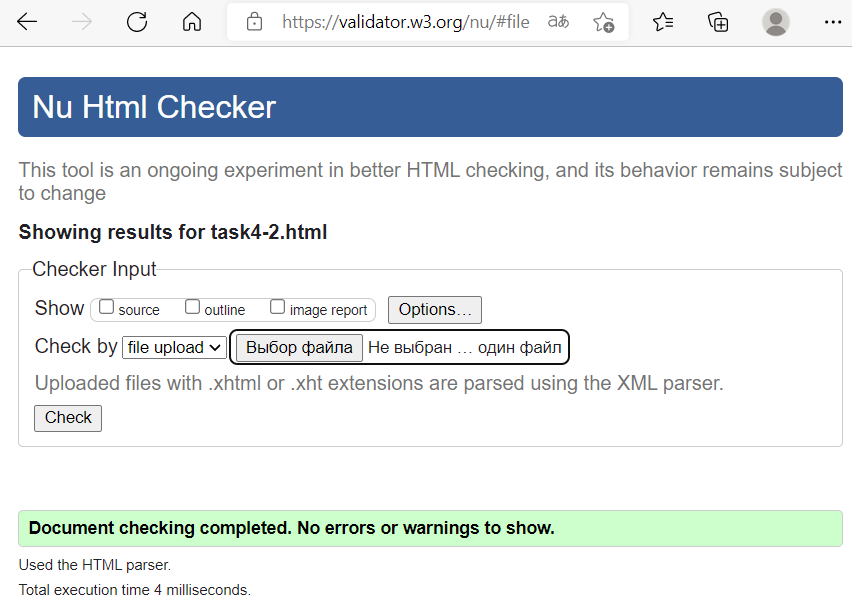 https://validator.w3.org/nu/#file
Nu Html Checker
This tool is an ongoing experiment in better HTML checking, and its behavior remains subject
to change
Showing results for task4-2.html
Checker Input
Show source outline image report Options...
Check by file upload Выбор файла Не выбран ... один файл
Uploaded files with .xhtml or .xht extensions are parsed using the XML parser.
Check
Document checking completed. No errors or warnings to show.
Used the HTML parser.
Total execution time 4 milliseconds.